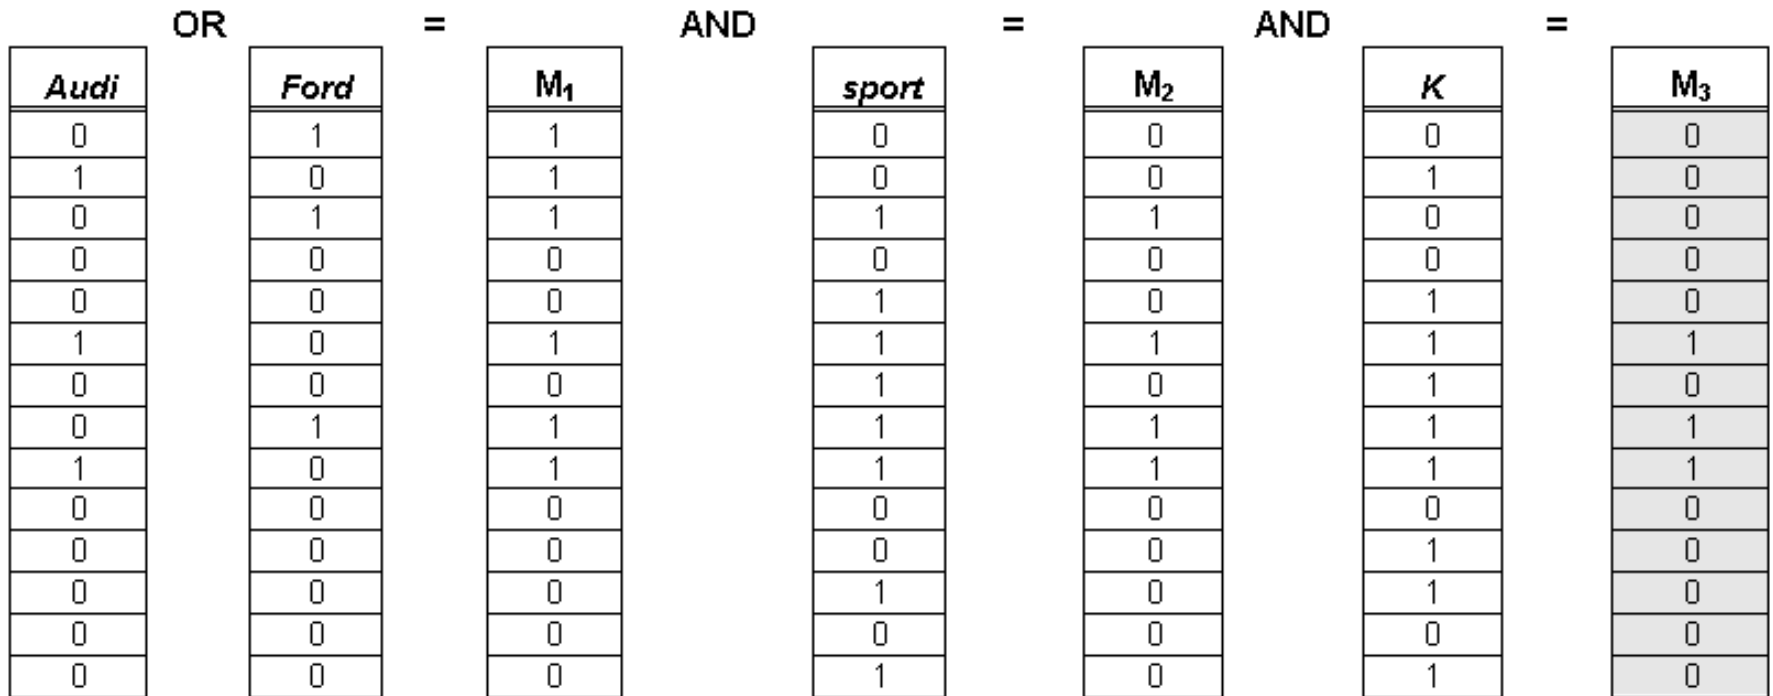 OR = AND = AND =
Audi Ford M₁ sport M₂ K M₃
0 1 1 0 0 0 0
1 0 1 0 0 1 0
0 1 1 1 1 0 0
0 0 0 0 0 0 0
0 0 0 1 0 1 0
1 0 1 1 1 1 1
0 0 0 1 0 1 0
0 1 1 1 1 1 1
1 0 1 1 1 1 1
0 0 0 0 0 0 0
0 0 0 0 0 1 0
0 0 0 1 0 1 0
0 0 0 0 0 0 0
0 0 0 1 0 1 0